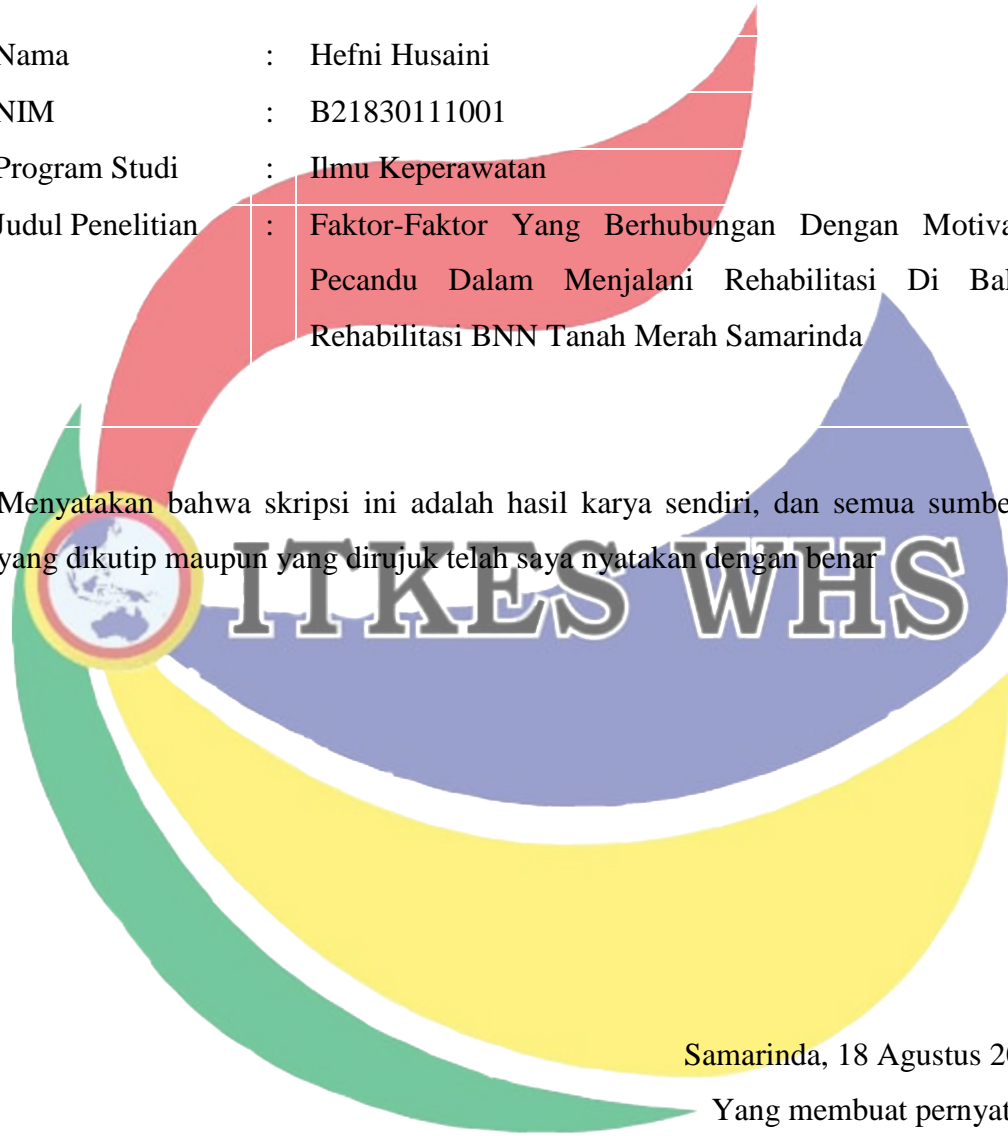 Nama : Hefni Husaini
NIM : B21830111001
Program Studi : Ilmu Keperawatan
Judul Penelitian : Faktor-Faktor Yang Berhubungan Dengan Motiva
Pecandu Dalam Menjalani Rehabilitasi Di Bal
Rehabilitasi BNN Tanah Merah Samarinda
Menyatakan bahwa skripsi ini adalah hasil karya sendiri, dan semua sumbe
yang dikutip maupun yang dirujuk telah saya nyatakan dengan benar
ITKES WHS
Samarinda, 18 Agustus 20
Yang membuat pernyat